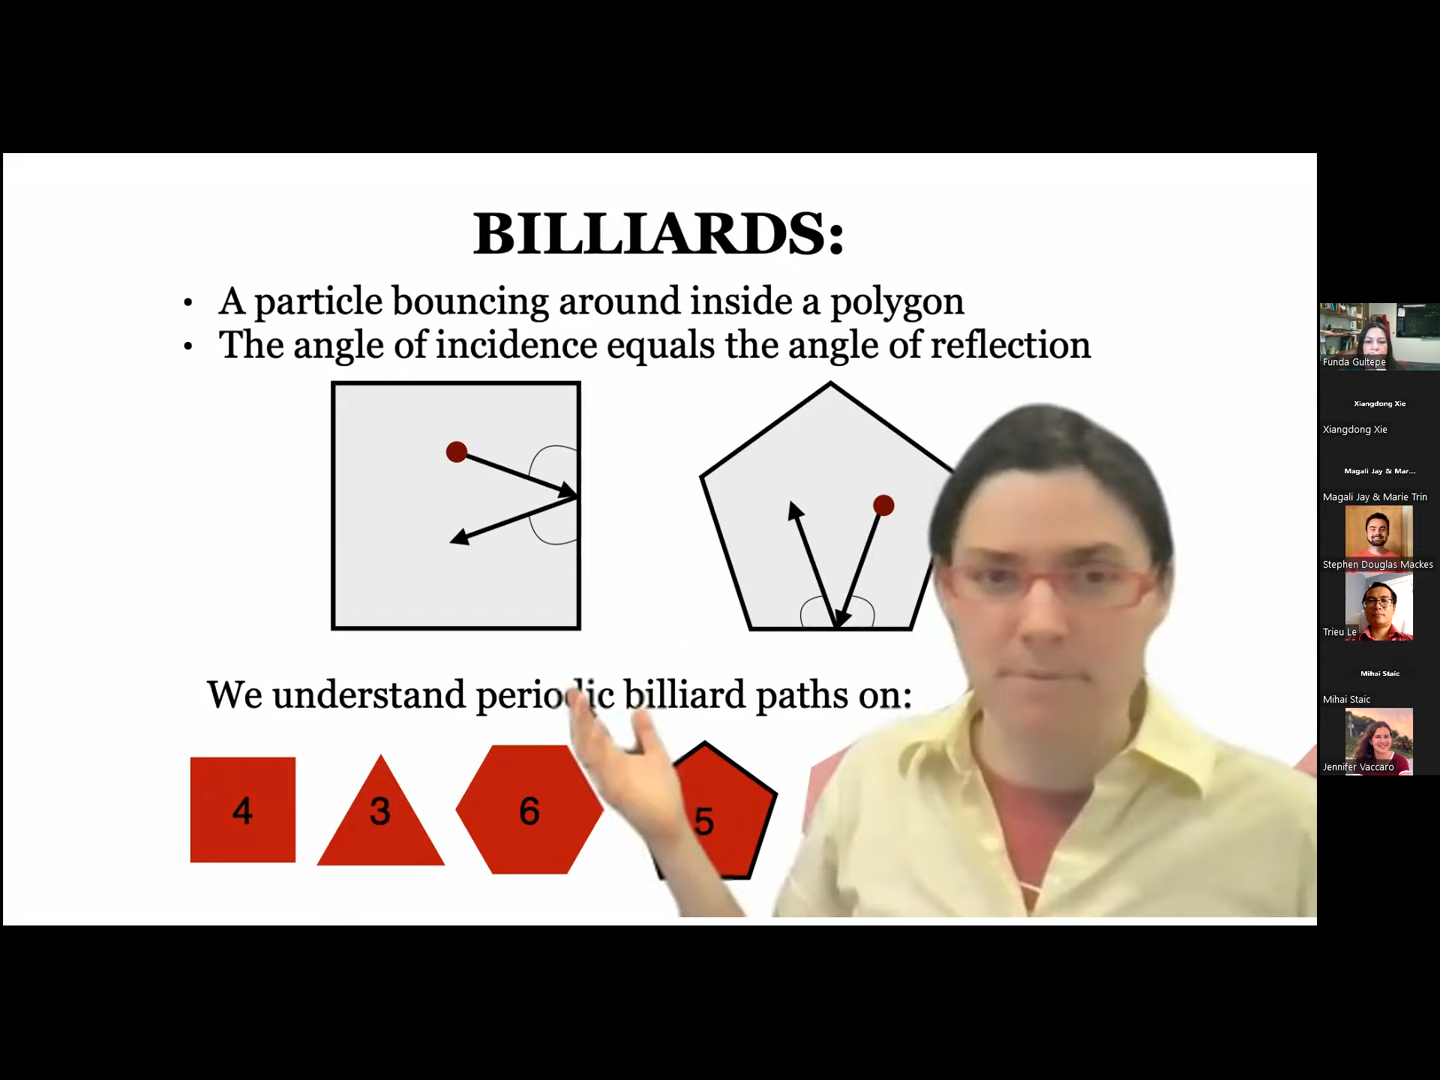 BILLIARDS:
• A particle bouncing around inside a polygon
• The angle of incidence equals the angle of reflection
We understand periodic billiard paths on:
4 3 6 5
Funda Gultepe
Xiangdong Xie
Xiangdong Xie
Magali Jay & Mar...
Magali Jay & Marie Trin
Stephen Douglas Mackes
Trieu Le
Mihai Staic
Mihai Staic
Jennifer Vaccaro